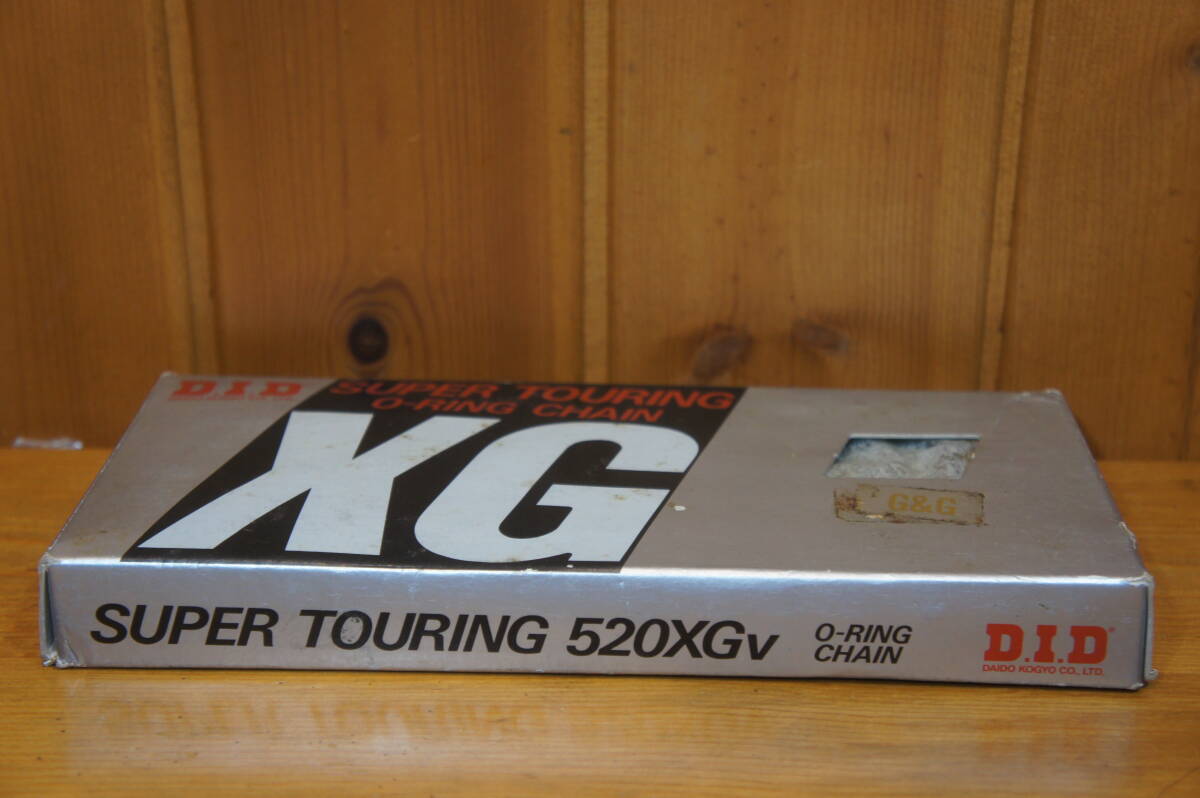 D.I.D
SUPER TOURING
O-RING CHAIN
XG
G&G
SUPER TOURING 520XGv
O-RING
CHAIN
D.I.D
DAIDO KOGYO CO., LTD.